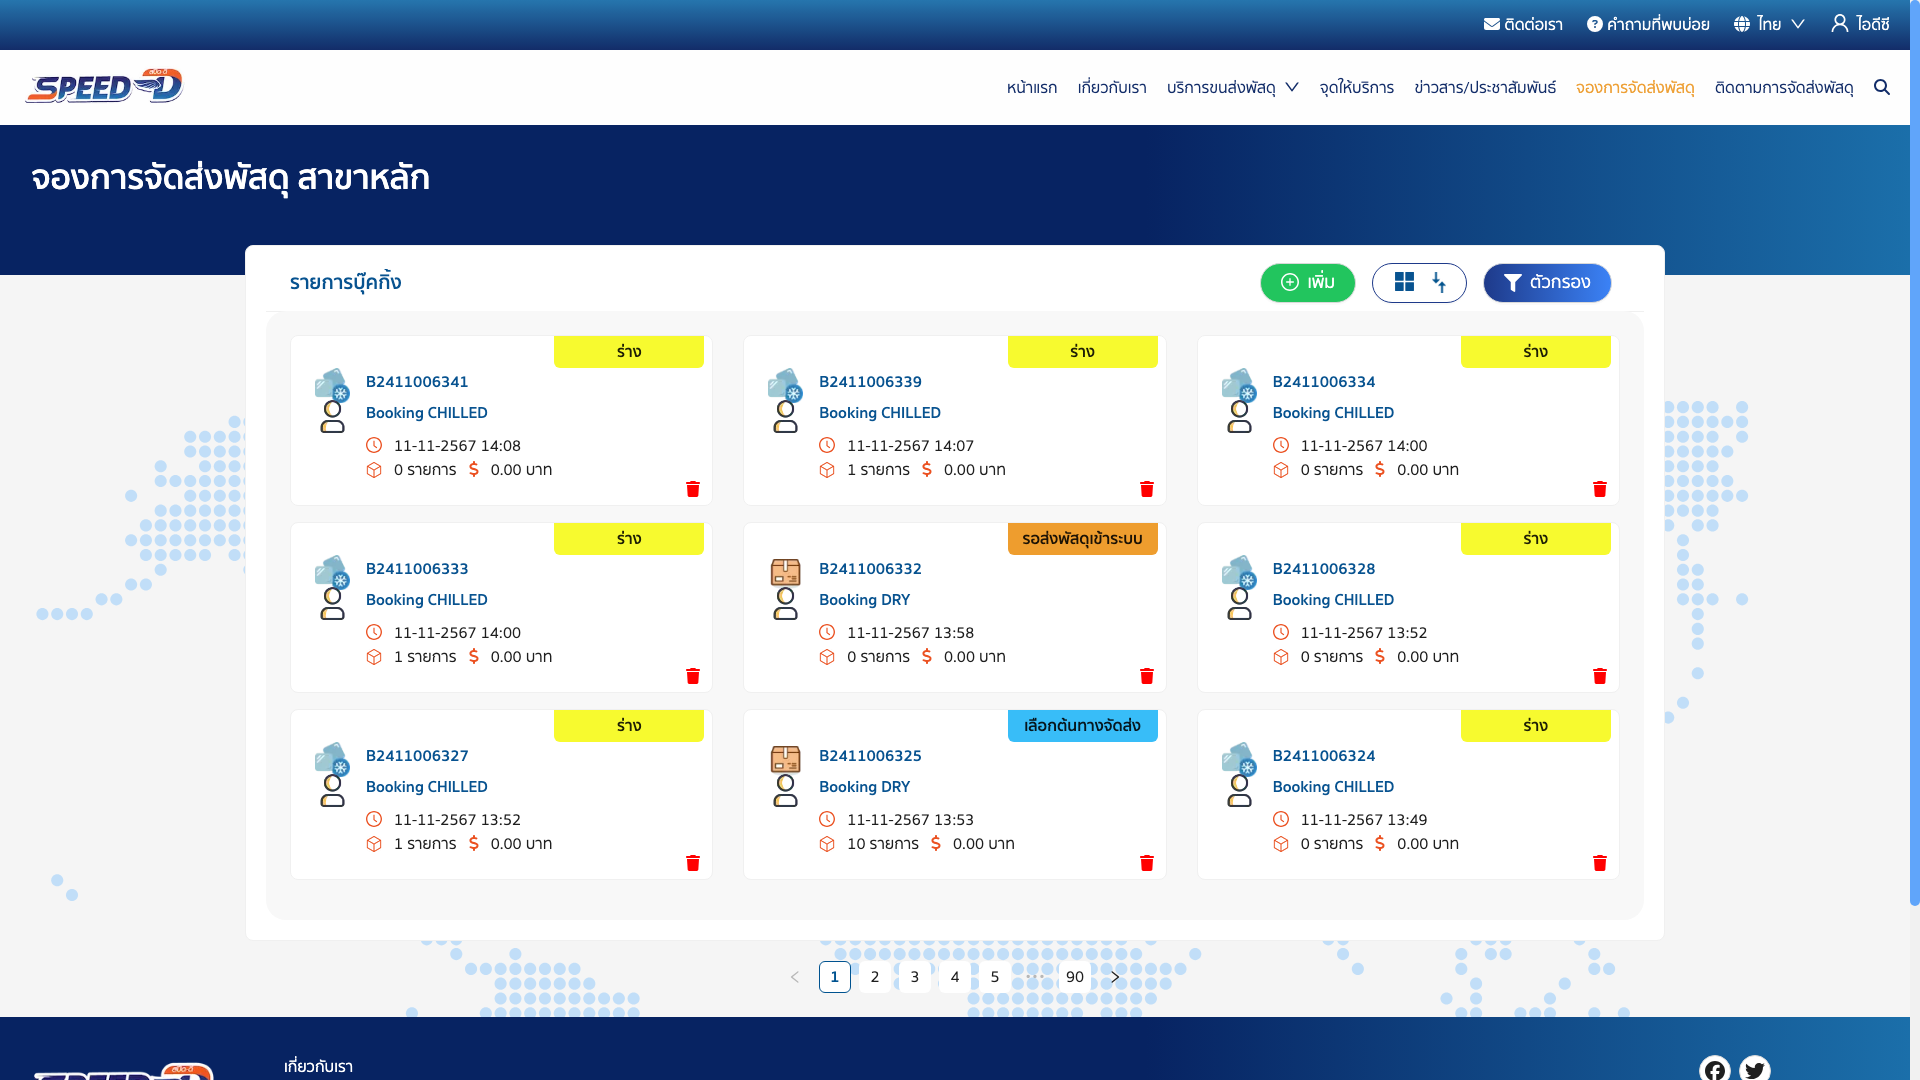 ติดต่อเรา คำถามที่พบบ่อย ไทย ไอดีซี
SPEED-D สปีด-ดี
หน้าแรก เกี่ยวกับเรา บริการขนส่งพัสดุ จุดให้บริการ ข่าวสาร/ประชาสัมพันธ์ จองการจัดส่งพัสดุ ติดตามการจัดส่งพัสดุ
จองการจัดส่งพัสดุ สาขาหลัก
รายการบุ๊คกิ้ง
เพิ่ม ตัวกรอง
ร่าง
B2411006341
Booking CHILLED
11-11-2567 14:08
0 รายการ $ 0.00 บาท
ร่าง
B2411006339
Booking CHILLED
11-11-2567 14:07
1 รายการ $ 0.00 บาท
ร่าง
B2411006334
Booking CHILLED
11-11-2567 14:00
0 รายการ $ 0.00 บาท
ร่าง
B2411006333
Booking CHILLED
11-11-2567 14:00
1 รายการ $ 0.00 บาท
รอส่งพัสดุเข้าระบบ
B2411006332
Booking DRY
11-11-2567 13:58
0 รายการ $ 0.00 บาท
ร่าง
B2411006328
Booking CHILLED
11-11-2567 13:52
0 รายการ $ 0.00 บาท
ร่าง
B2411006327
Booking CHILLED
11-11-2567 13:52
1 รายการ $ 0.00 บาท
เลือกต้นทางจัดส่ง
B2411006325
Booking DRY
11-11-2567 13:53
10 รายการ $ 0.00 บาท
ร่าง
B2411006324
Booking CHILLED
11-11-2567 13:49
0 รายการ $ 0.00 บาท
< 1 2 3 4 5 ••• 90 >
เกี่ยวกับเรา